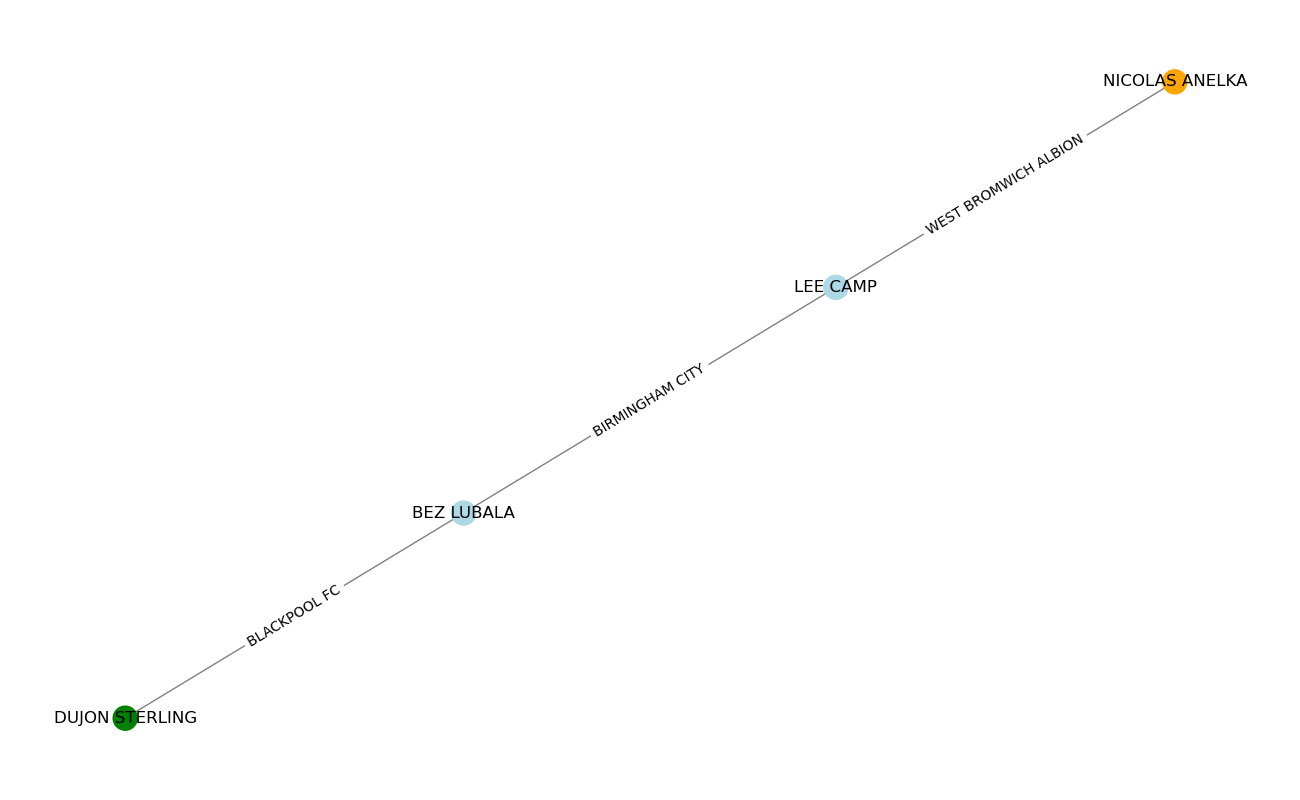 NICOLAS ANELKA
WEST BROMWICH ALBION
LEE CAMP
BIRMINGHAM CITY
BEZ LUBALA
BLACKPOOL FC
DUJON STERLING